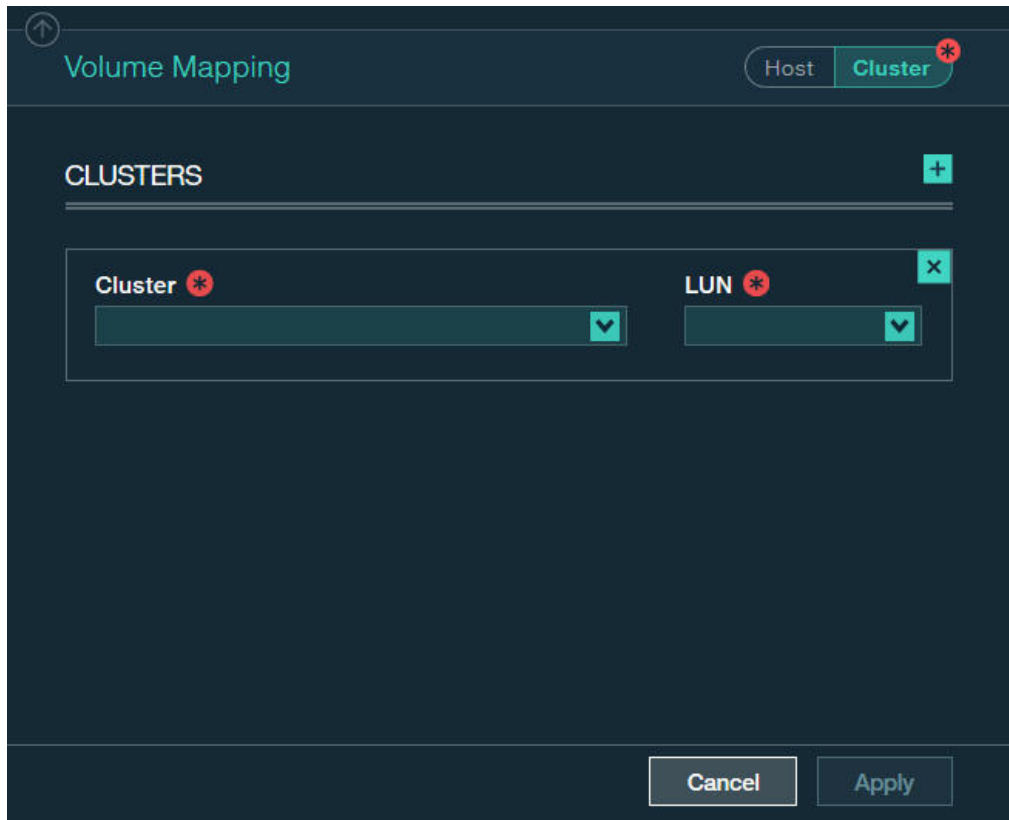 Volume Mapping
Host Cluster
CLUSTERS
Cluster LUN
Cancel Apply